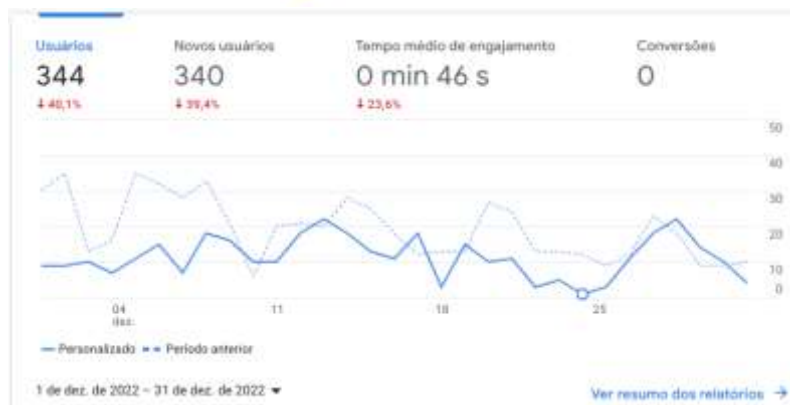 Usuários Novos usuários Tempo médio de engajamento Conversões
344 340 0 min 46 s 0
↓ 40,1% ↓ 39,4% ↓ 23,6%
50
40
30
20
10
0
04 11 18 25
dez.
Personalizado Período anterior
1 de dez. de 2022 – 31 de dez. de 2022
Ver resumo dos relatórios →